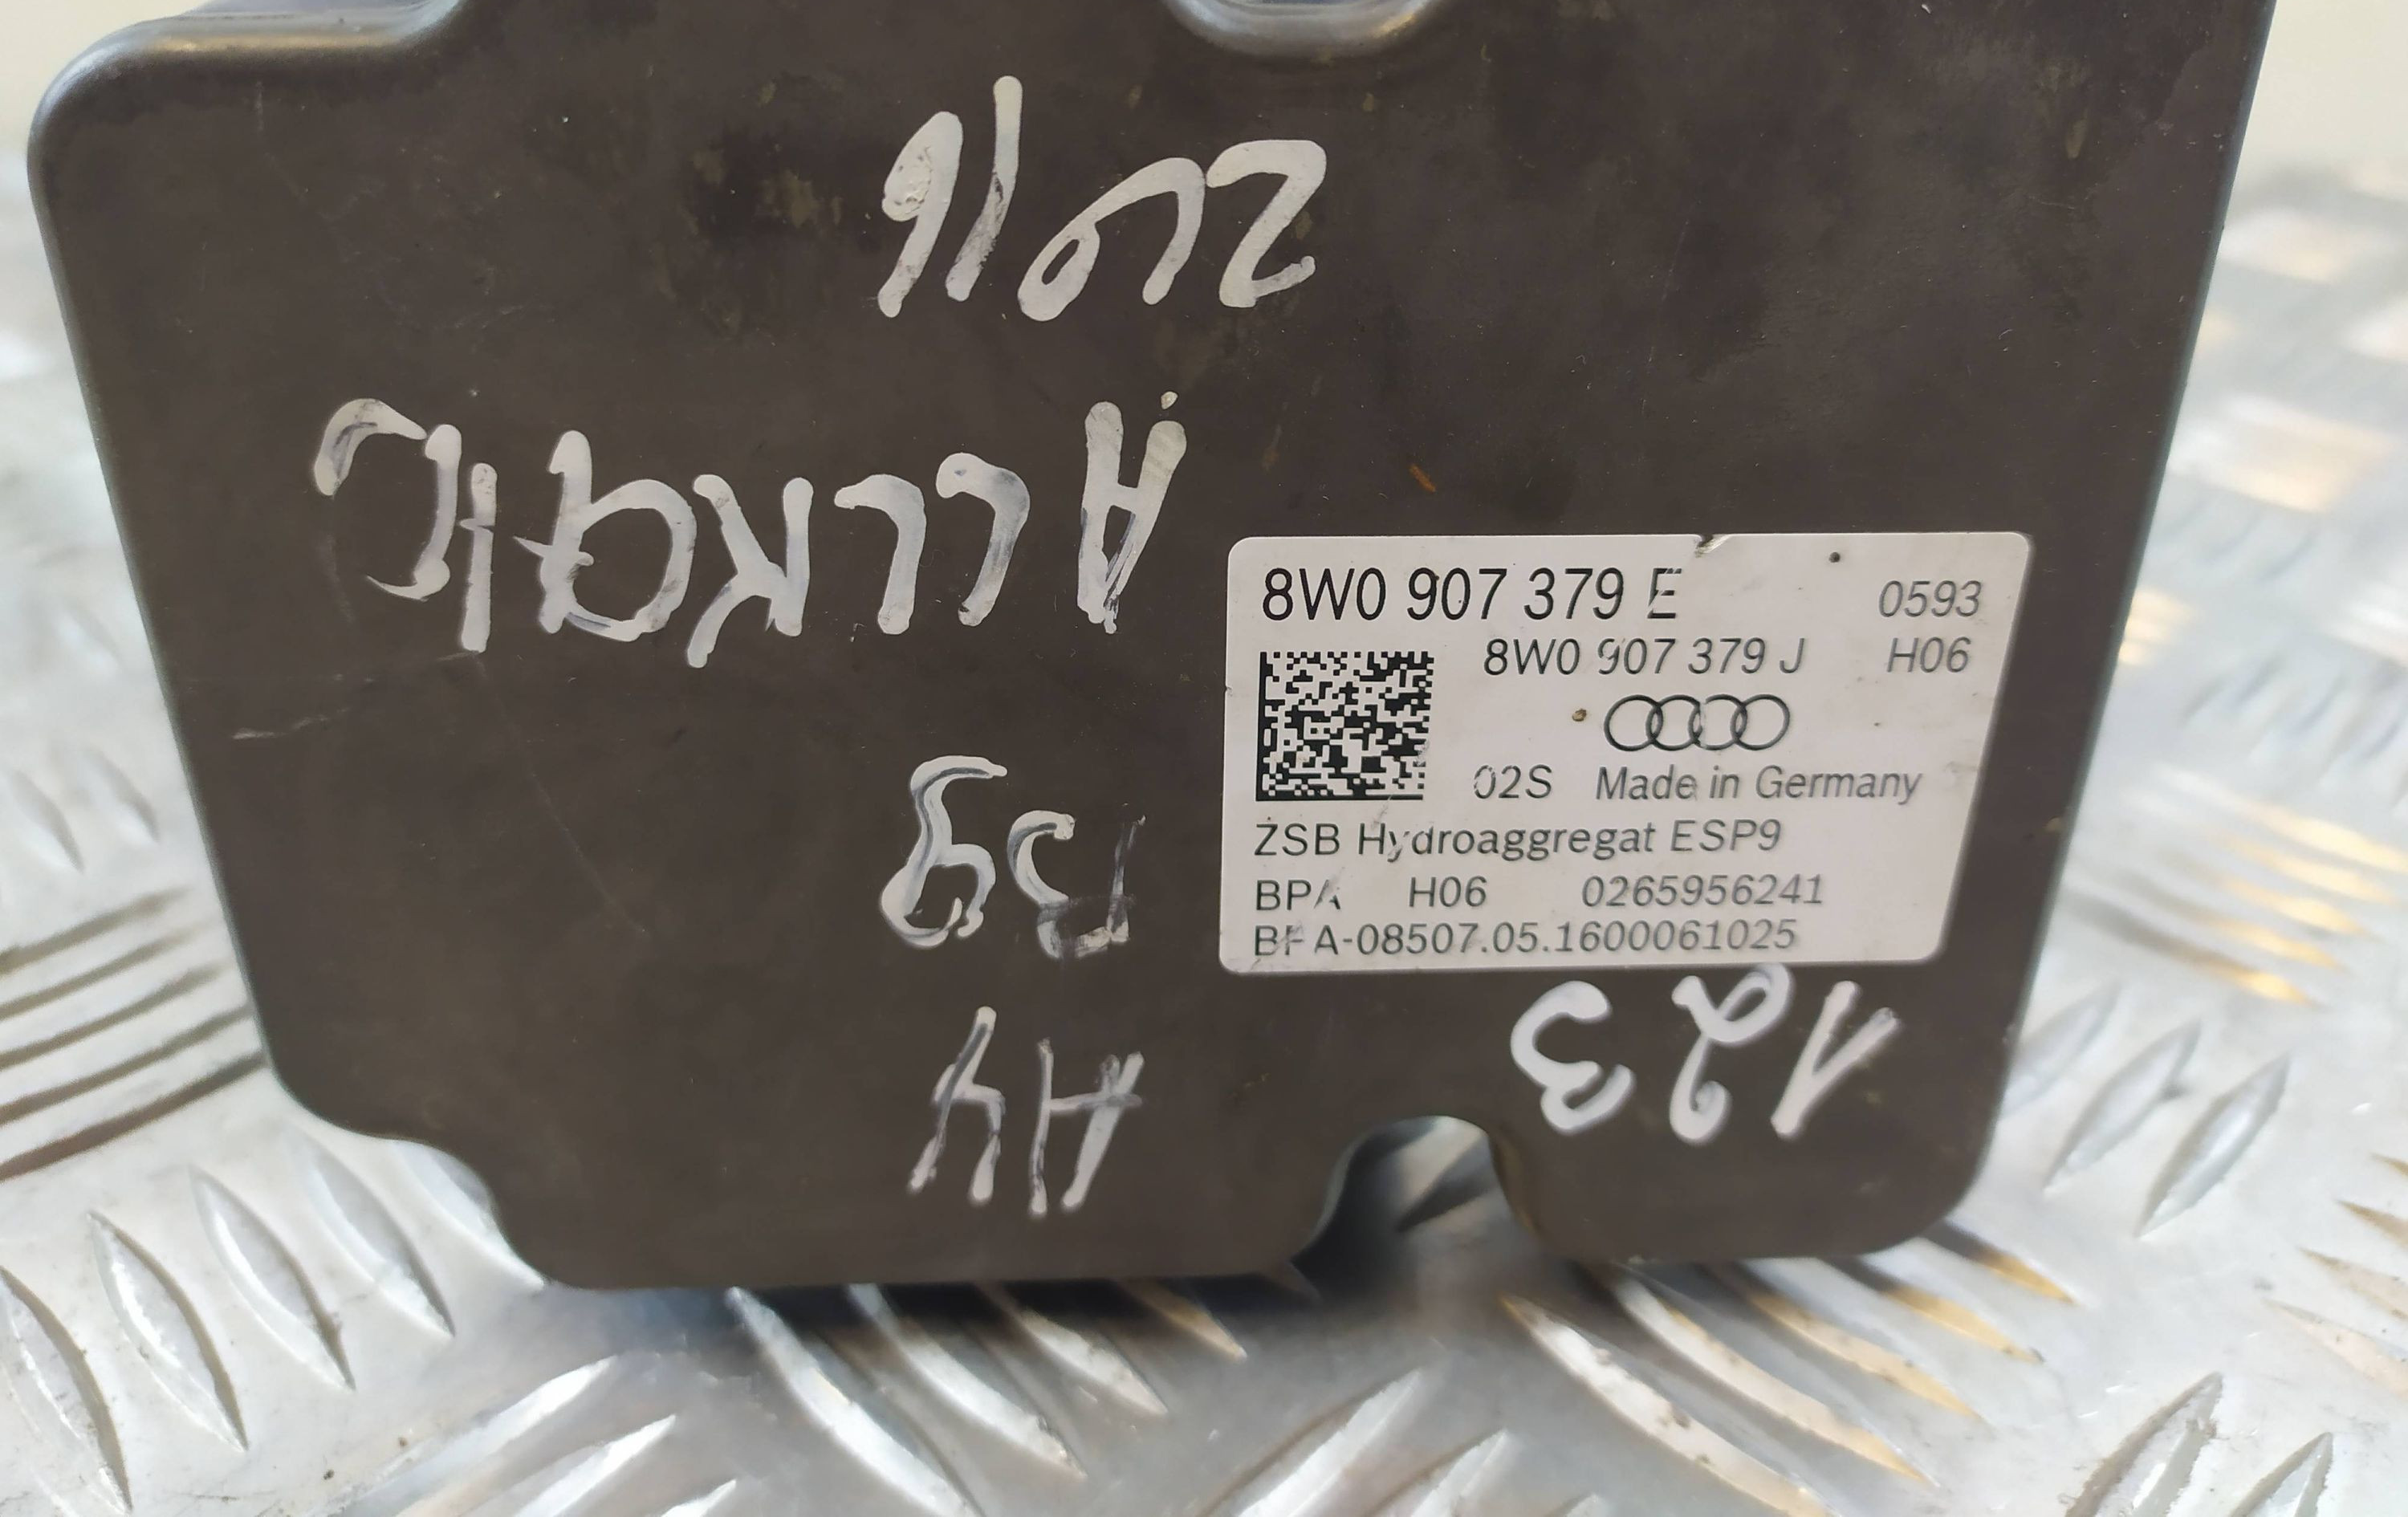 8W0 907 379 E 0593
8W0 907 379 J H06
02S Made in Germany
ZSB Hydroaggregat ESP9
BPA H06 0265956241
BFA-08507.05.1600061025
123
A4
B9
ALLROAD
2016